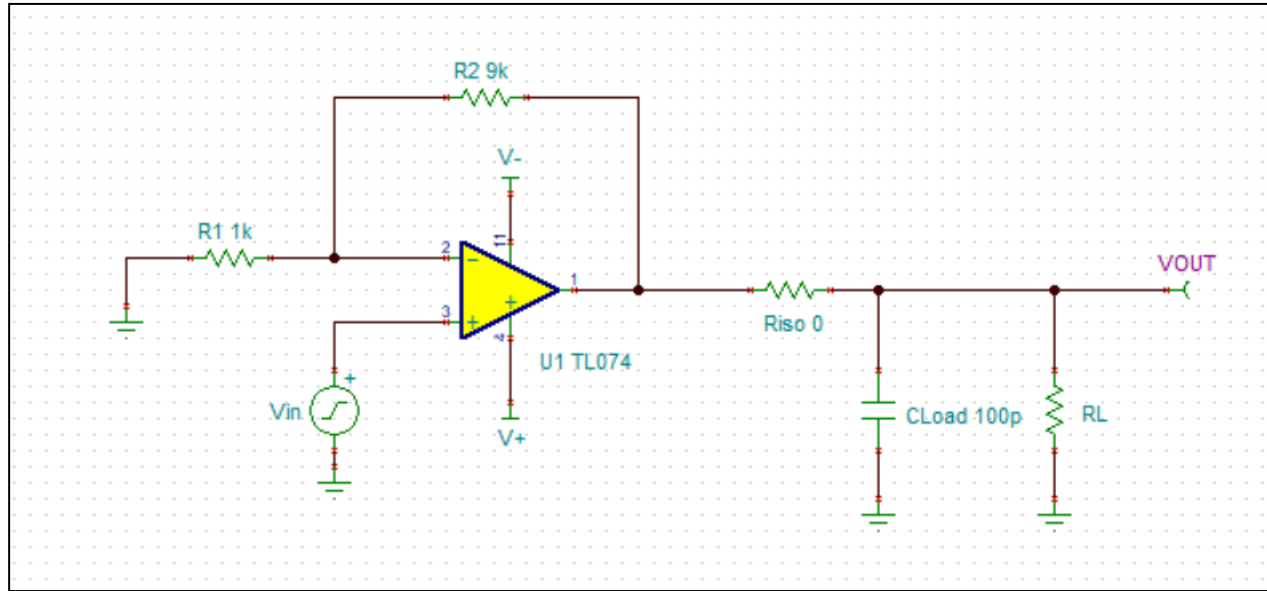 R2 9k
V-
R1 1k
11
2
1
VOUT
3
4
Riso 0
U1 TL074
Vin
+
V+
CLoad 100p
RL